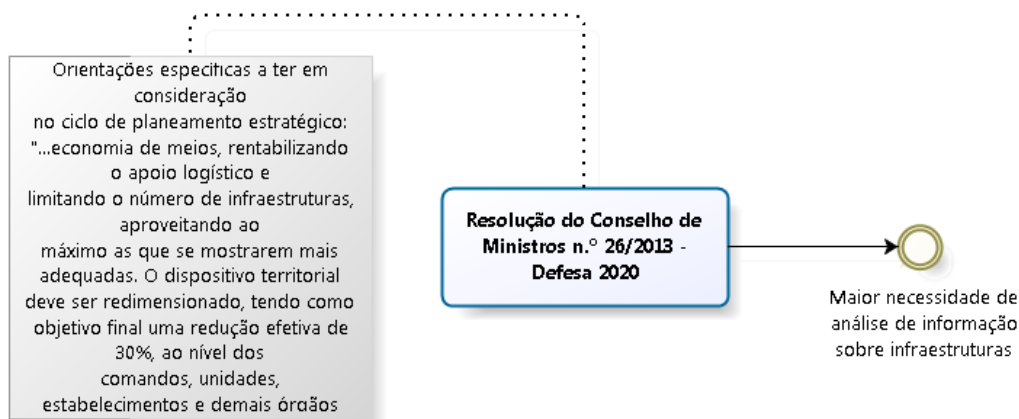 Orientações específicas a ter em
consideração
no ciclo de planeamento estratégico:
"...economia de meios, rentabilizando
o apoio logístico e
limitando o número de infraestruturas,
aproveitando ao
máximo as que se mostrarem mais
adequadas. O dispositivo territorial
deve ser redimensionado, tendo como
objetivo final uma redução efetiva de
30%, ao nível dos
comandos, unidades,
estabelecimentos e demais órgãos
Resolução do Conselho de
Ministros n.º 26/2013 -
Defesa 2020
Maior necessidade de
análise de informação
sobre infraestruturas